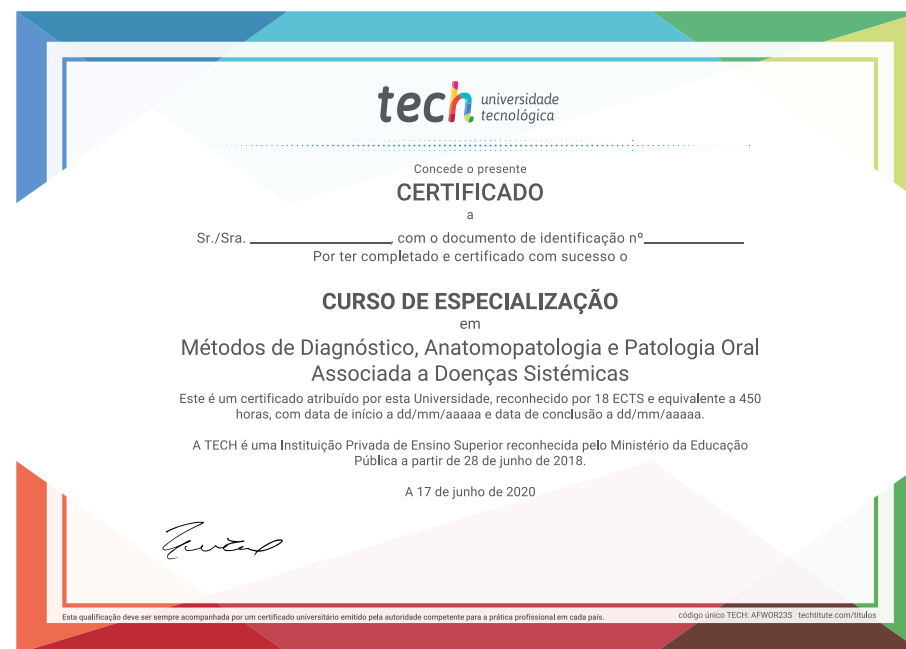 tech universidade
tecnológica
Concede o presente
CERTIFICADO
a
Sr./Sra. ________________, com o documento de identificação nº____________
Por ter completado e certificado com sucesso o
CURSO DE ESPECIALIZAÇÃO
em
Métodos de Diagnóstico, Anatomopatologia e Patologia Oral
Associada a Doenças Sistémicas
Este é um certificado atribuído por esta Universidade, reconhecido por 18 ECTS e equivalente a 450
horas, com data de início a dd/mm/aaaaa e data de conclusão a dd/mm/aaaaa.
A TECH é uma Instituição Privada de Ensino Superior reconhecida pelo Ministério da Educação
Pública a partir de 28 de junho de 2018.
A 17 de junho de 2020
Esta qualificação deve ser sempre acompanhada por um certificado universitário emitido pela autoridade competente para a prática profissional em cada país.
código único TECH: AFWOR23S techtitute.com/titulos